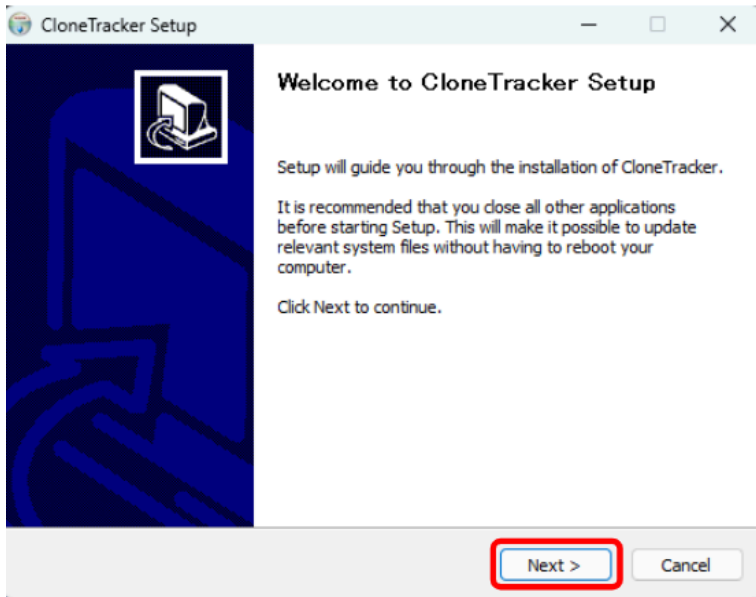 CloneTracker Setup
Welcome to CloneTracker Setup
Setup will guide you through the installation of CloneTracker.
It is recommended that you close all other applications
before starting Setup. This will make it possible to update
relevant system files without having to reboot your
computer.
Click Next to continue.
Next >
Cancel